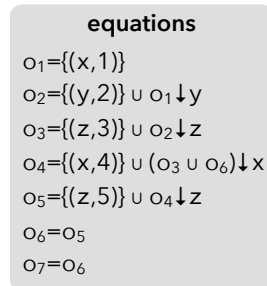 equations
o₁={(x,1)}
o₂={(y,2)} ∪ o₁↓y
o₃={(z,3)} ∪ o₂↓z
o₄={(x,4)} ∪ (o₃ ∪ o₆)↓x
o₅={(z,5)} ∪ o₄↓z
o₆=o₅
o₇=o₆